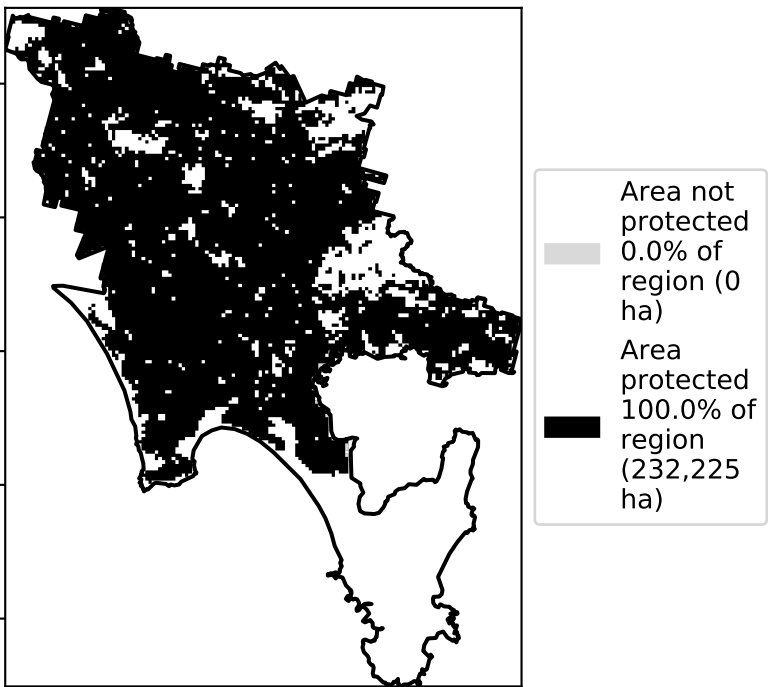 Area not
protected
0.0% of
region (0
ha)
Area
protected
100.0% of
region
(232,225
ha)